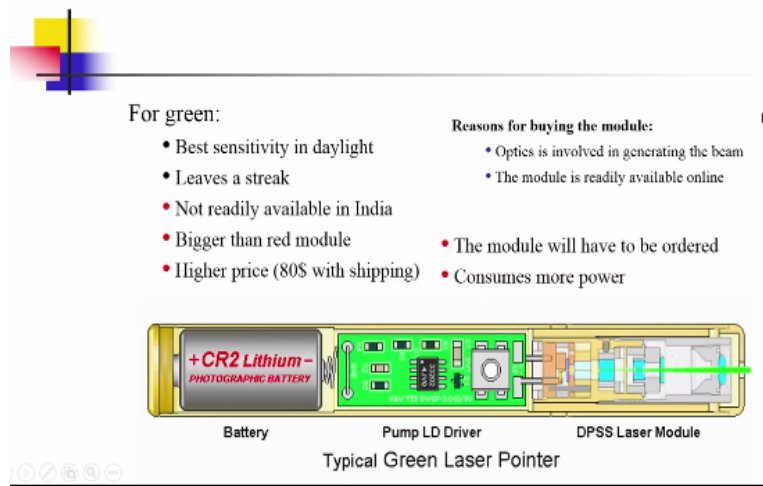 For green:
• Best sensitivity in daylight
• Leaves a streak
• Not readily available in India
• Bigger than red module
• Higher price (80$ with shipping)
Reasons for buying the module:
• Optics is involved in generating the beam
• The module is readily available online
• The module will have to be ordered
• Consumes more power
+CR2 Lithium−
PHOTOGRAPHIC BATTERY
Battery
Pump LD Driver
DPSS Laser Module
Typical Green Laser Pointer